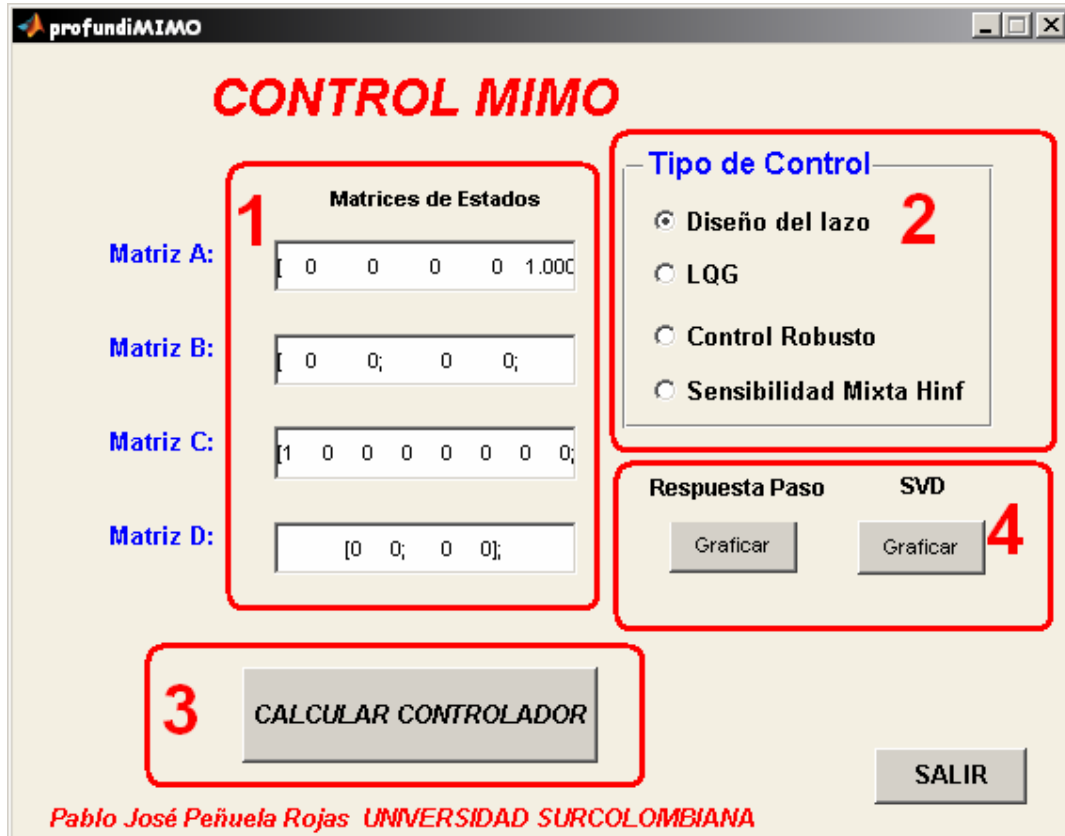 profundiMIMO
CONTROL MIMO
1
Matrices de Estados
Matriz A:
[ 0 0 0 0 1.000
Matriz B:
[ 0 0; 0 0;
Matriz C:
[1 0 0 0 0 0 0 0;
Matriz D:
[0 0; 0 0];
Tipo de Control
2
Diseño del lazo
LQG
Control Robusto
Sensibilidad Mixta Hinf
Respuesta Paso SVD
Graficar Graficar
4
3
CALCULAR CONTROLADOR
SALIR
Pablo José Peñuela Rojas UNIVERSIDAD SURCOLOMBIANA